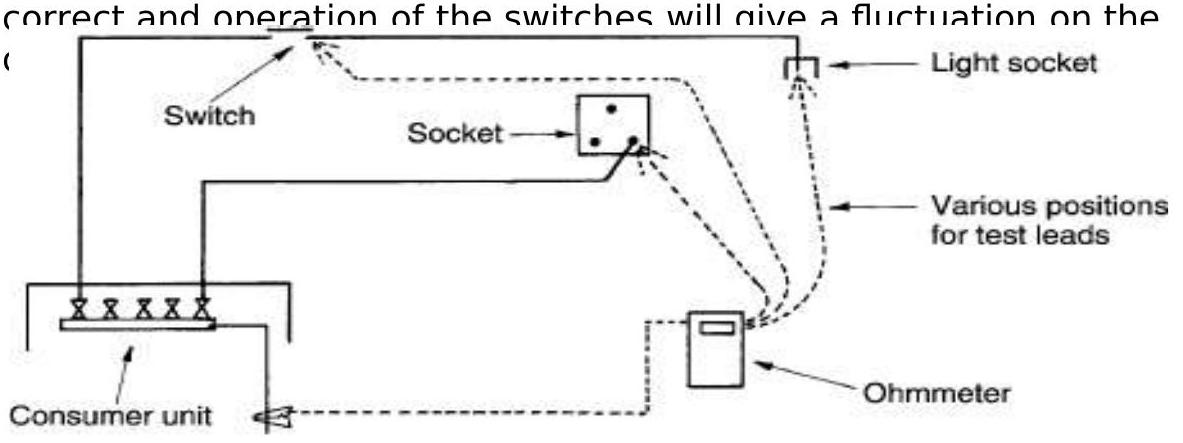 correct and operation of the switches will give a fluctuation on the
Light socket
Switch
Socket
Various positions
for test leads
Ohmmeter
Consumer unit